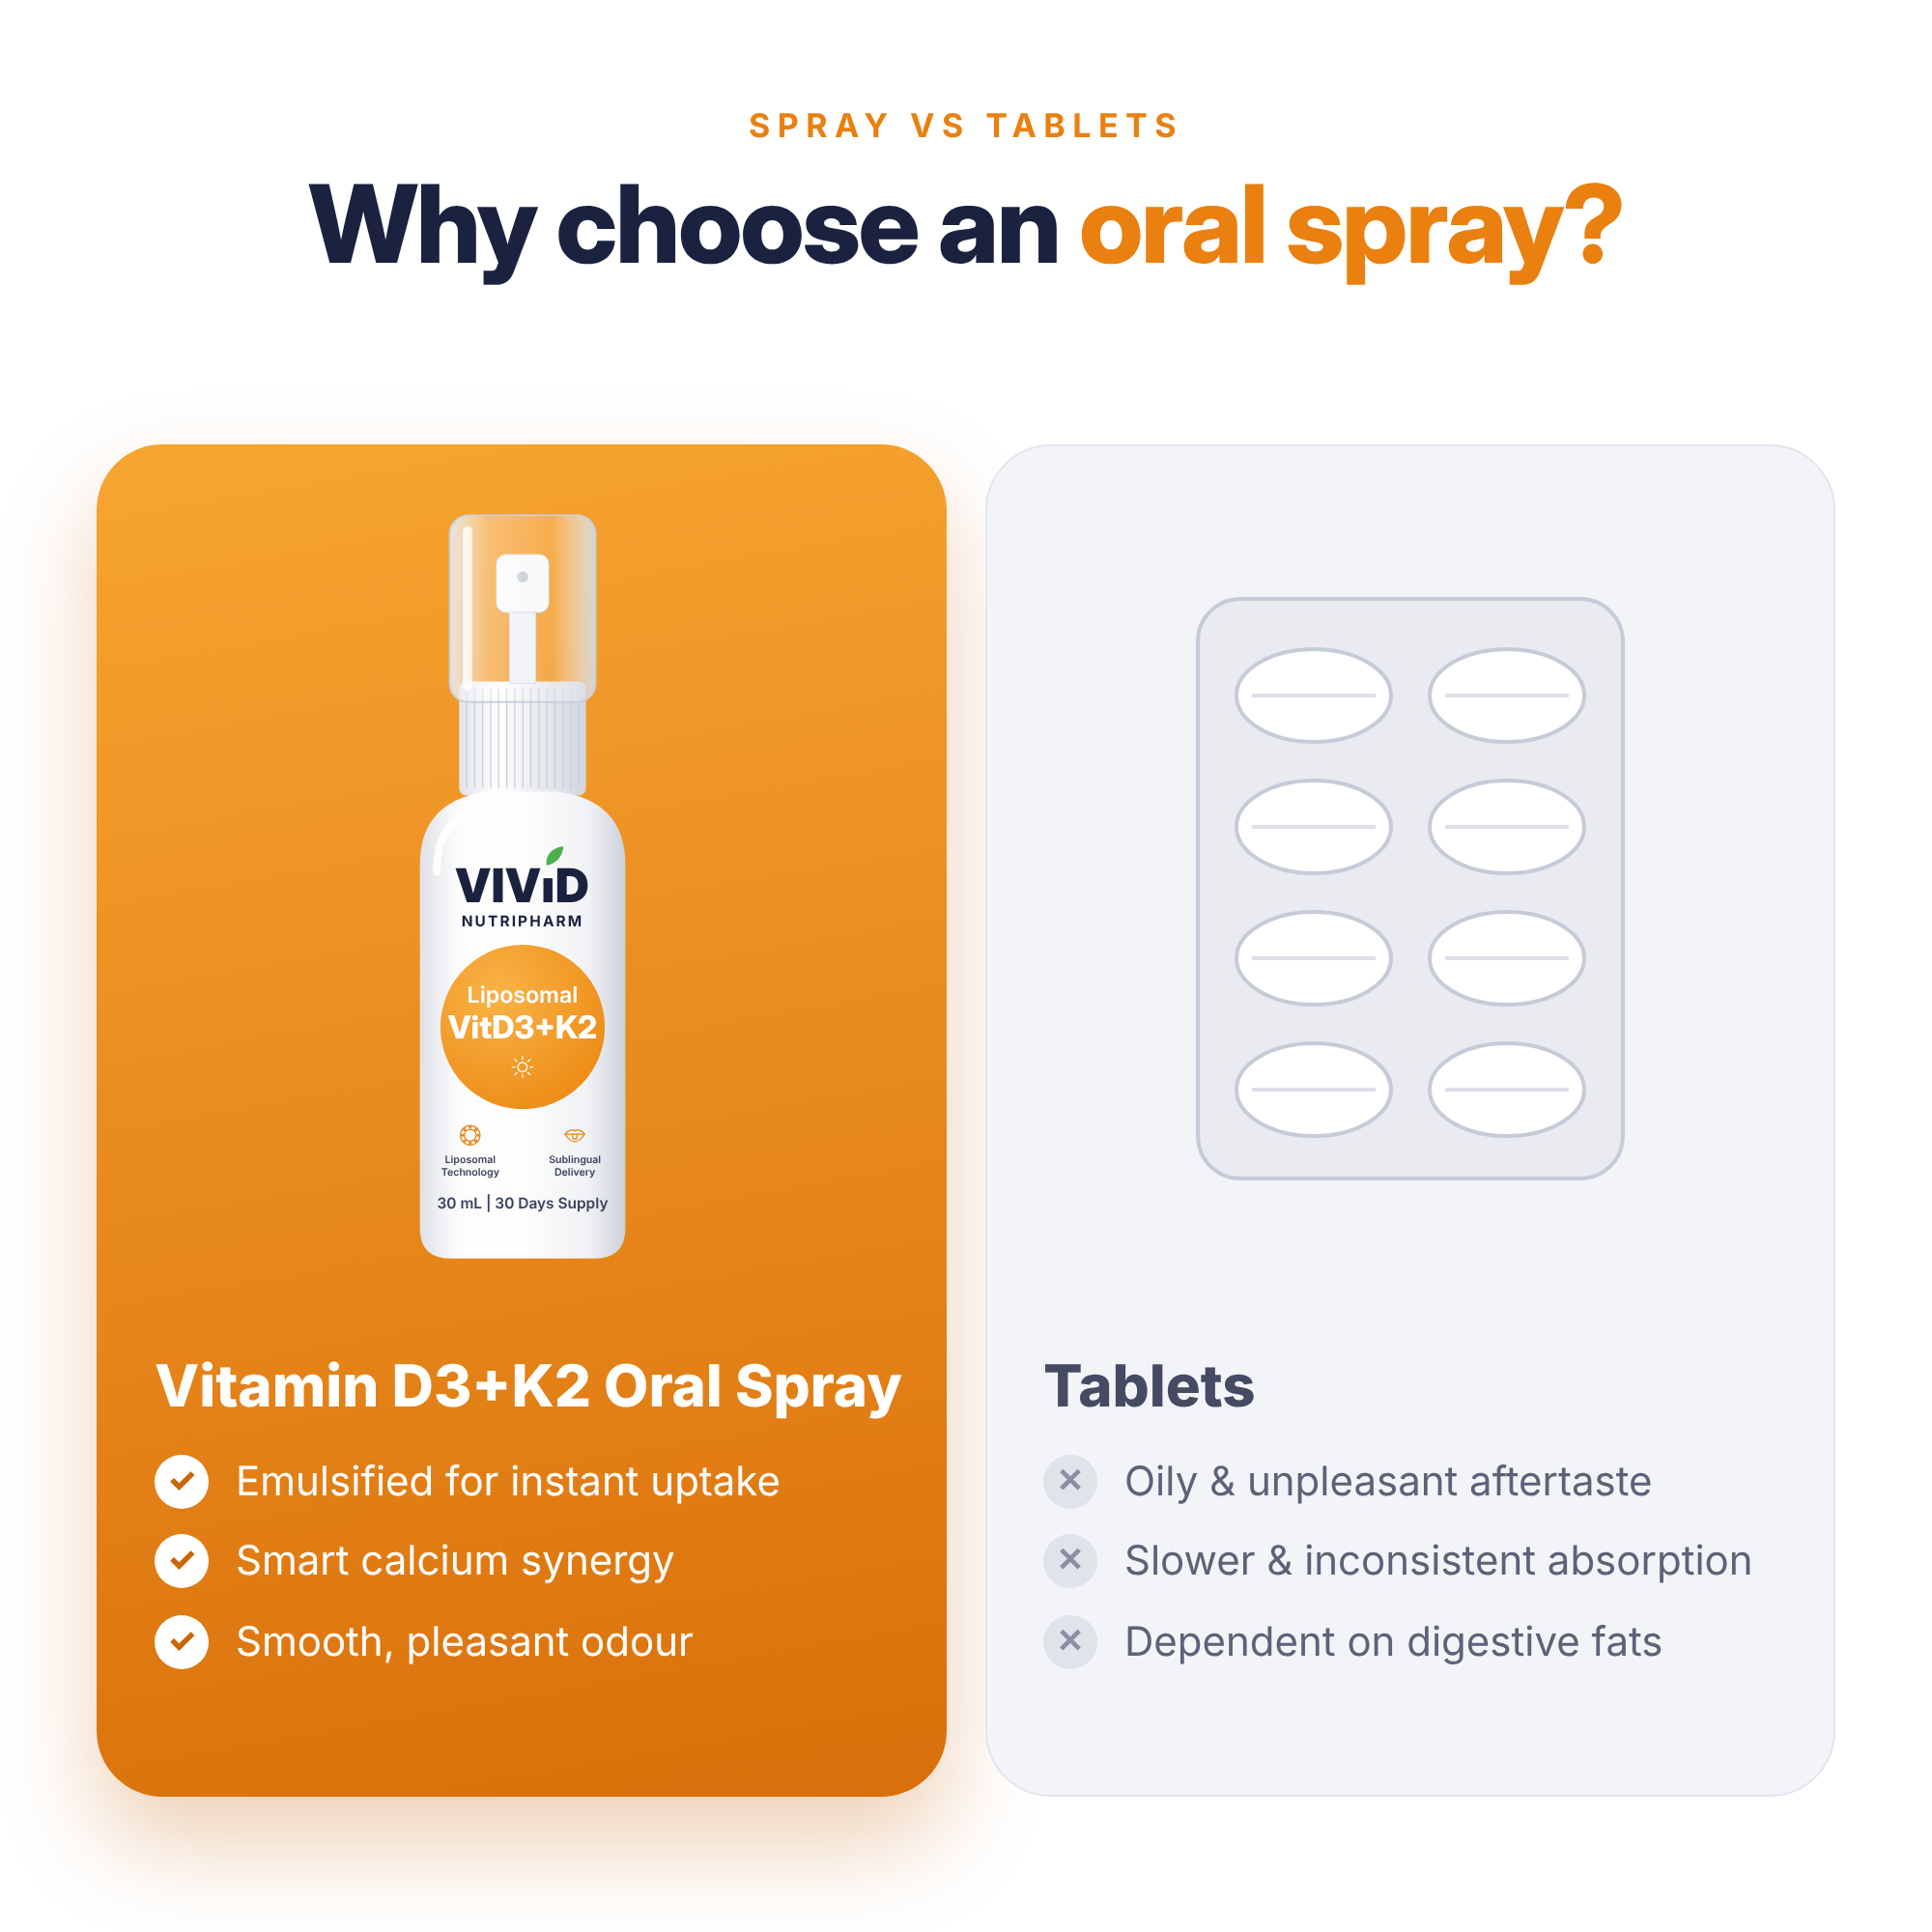 SPRAY VS TABLETS
Why choose an oral spray?
VIViD
NUTRIPHARM
Liposomal
VitD3+K2
Liposomal
Technology
Sublingual
Delivery
30 mL | 30 Days Supply
Vitamin D3+K2 Oral Spray
Emulsified for instant uptake
Smart calcium synergy
Smooth, pleasant odour
Tablets
Oily & unpleasant aftertaste
Slower & inconsistent absorption
Dependent on digestive fats